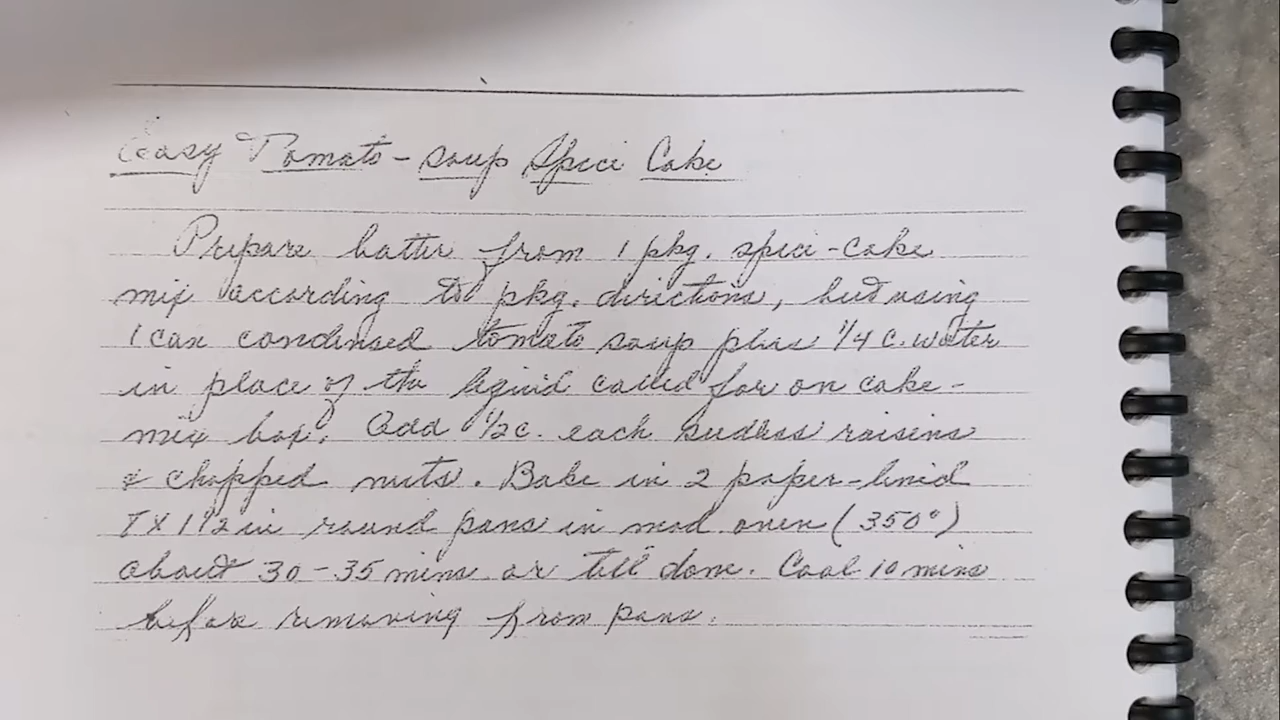 Easy Tomato-soup Spice Cake
Prepare batter from 1 pkg. spice-cake
mix according to pkg. directions, but using
1 can condensed tomato soup plus 1/4 c. water
in place of the liquid called for on cake-
mix box. Add 1/2 c. each seedless raisins
& chopped nuts. Bake in 2 paper-lined
7 X 1 1/2 in round pans in mod oven (350°)
about 30-35 mins or till done. Cool 10 mins
before removing from pans.